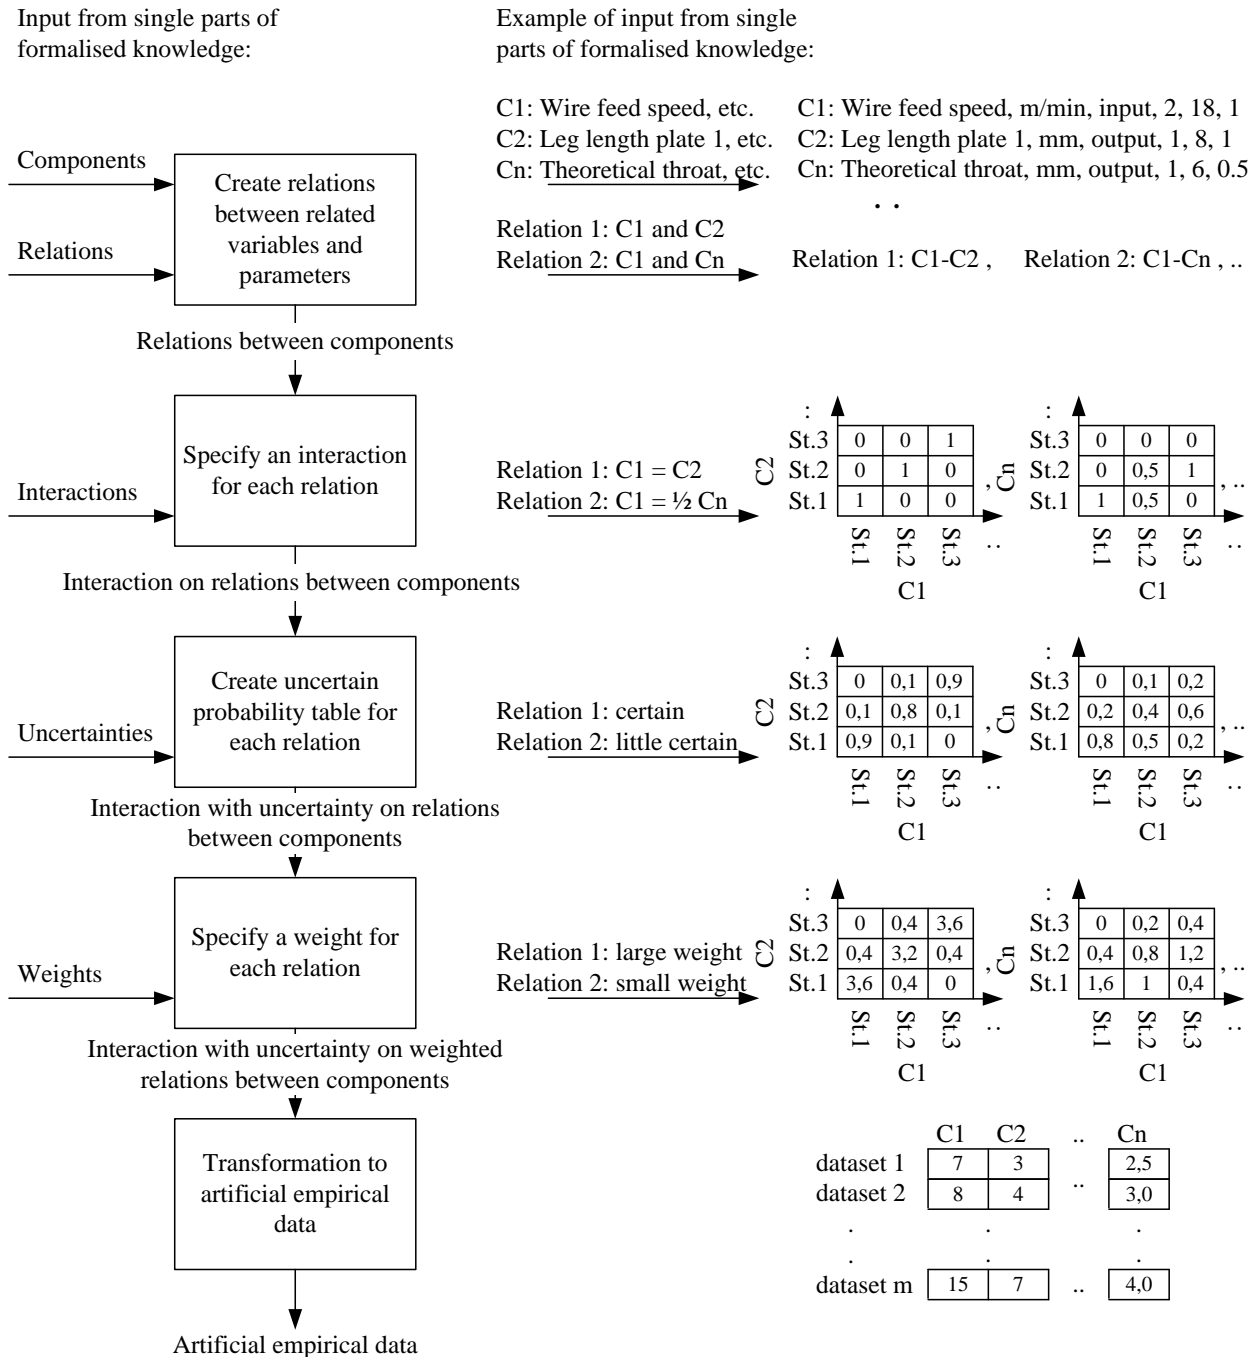 Input from single parts of
formalised knowledge:
Example of input from single
parts of formalised knowledge:
Components
Relations
Create relations
between related
variables and
parameters
C1: Wire feed speed, etc.
C2: Leg length plate 1, etc.
Cn: Theoretical throat, etc.
C1: Wire feed speed, m/min, input, 2, 18, 1
C2: Leg length plate 1, mm, output, 1, 8, 1
Cn: Theoretical throat, mm, output, 1, 6, 0.5
. .
Relation 1: C1 and C2
Relation 2: C1 and Cn
Relation 1: C1-C2 , Relation 2: C1-Cn , ..
Relations between components
Interactions
Specify an interaction
for each relation
Relation 1: C1 = C2
Relation 2: C1 = ½ Cn
:
St.3 0 0 1
St.2 0 1 0
St.1 1 0 0
C2
St.1 St.2 St.3 ..
C1
,
:
St.3 0 0 0
St.2 0 0,5 1
St.1 1 0,5 0
Cn
St.1 St.2 St.3 ..
C1
, ..
Interaction on relations between components
Uncertainties
Create uncertain
probability table for
each relation
Relation 1: certain
Relation 2: little certain
:
St.3 0 0,1 0,9
St.2 0,1 0,8 0,1
St.1 0,9 0,1 0
C2
St.1 St.2 St.3 ..
C1
,
:
St.3 0 0,1 0,2
St.2 0,2 0,4 0,6
St.1 0,8 0,5 0,2
Cn
St.1 St.2 St.3 ..
C1
, ..
Interaction with uncertainty on relations
between components
Weights
Specify a weight for
each relation
Relation 1: large weight
Relation 2: small weight
:
St.3 0 0,4 3,6
St.2 0,4 3,2 0,4
St.1 3,6 0,4 0
C2
St.1 St.2 St.3 ..
C1
,
:
St.3 0 0,2 0,4
St.2 0,4 0,8 1,2
St.1 1,6 1 0,4
Cn
St.1 St.2 St.3 ..
C1
, ..
Interaction with uncertainty on weighted
relations between components
Transformation to
artificial empirical
data
C1 C2 .. Cn
dataset 1 7 3 2,5
dataset 2 8 4 .. 3,0
. . .
. . .
dataset m 15 7 .. 4,0
Artificial empirical data